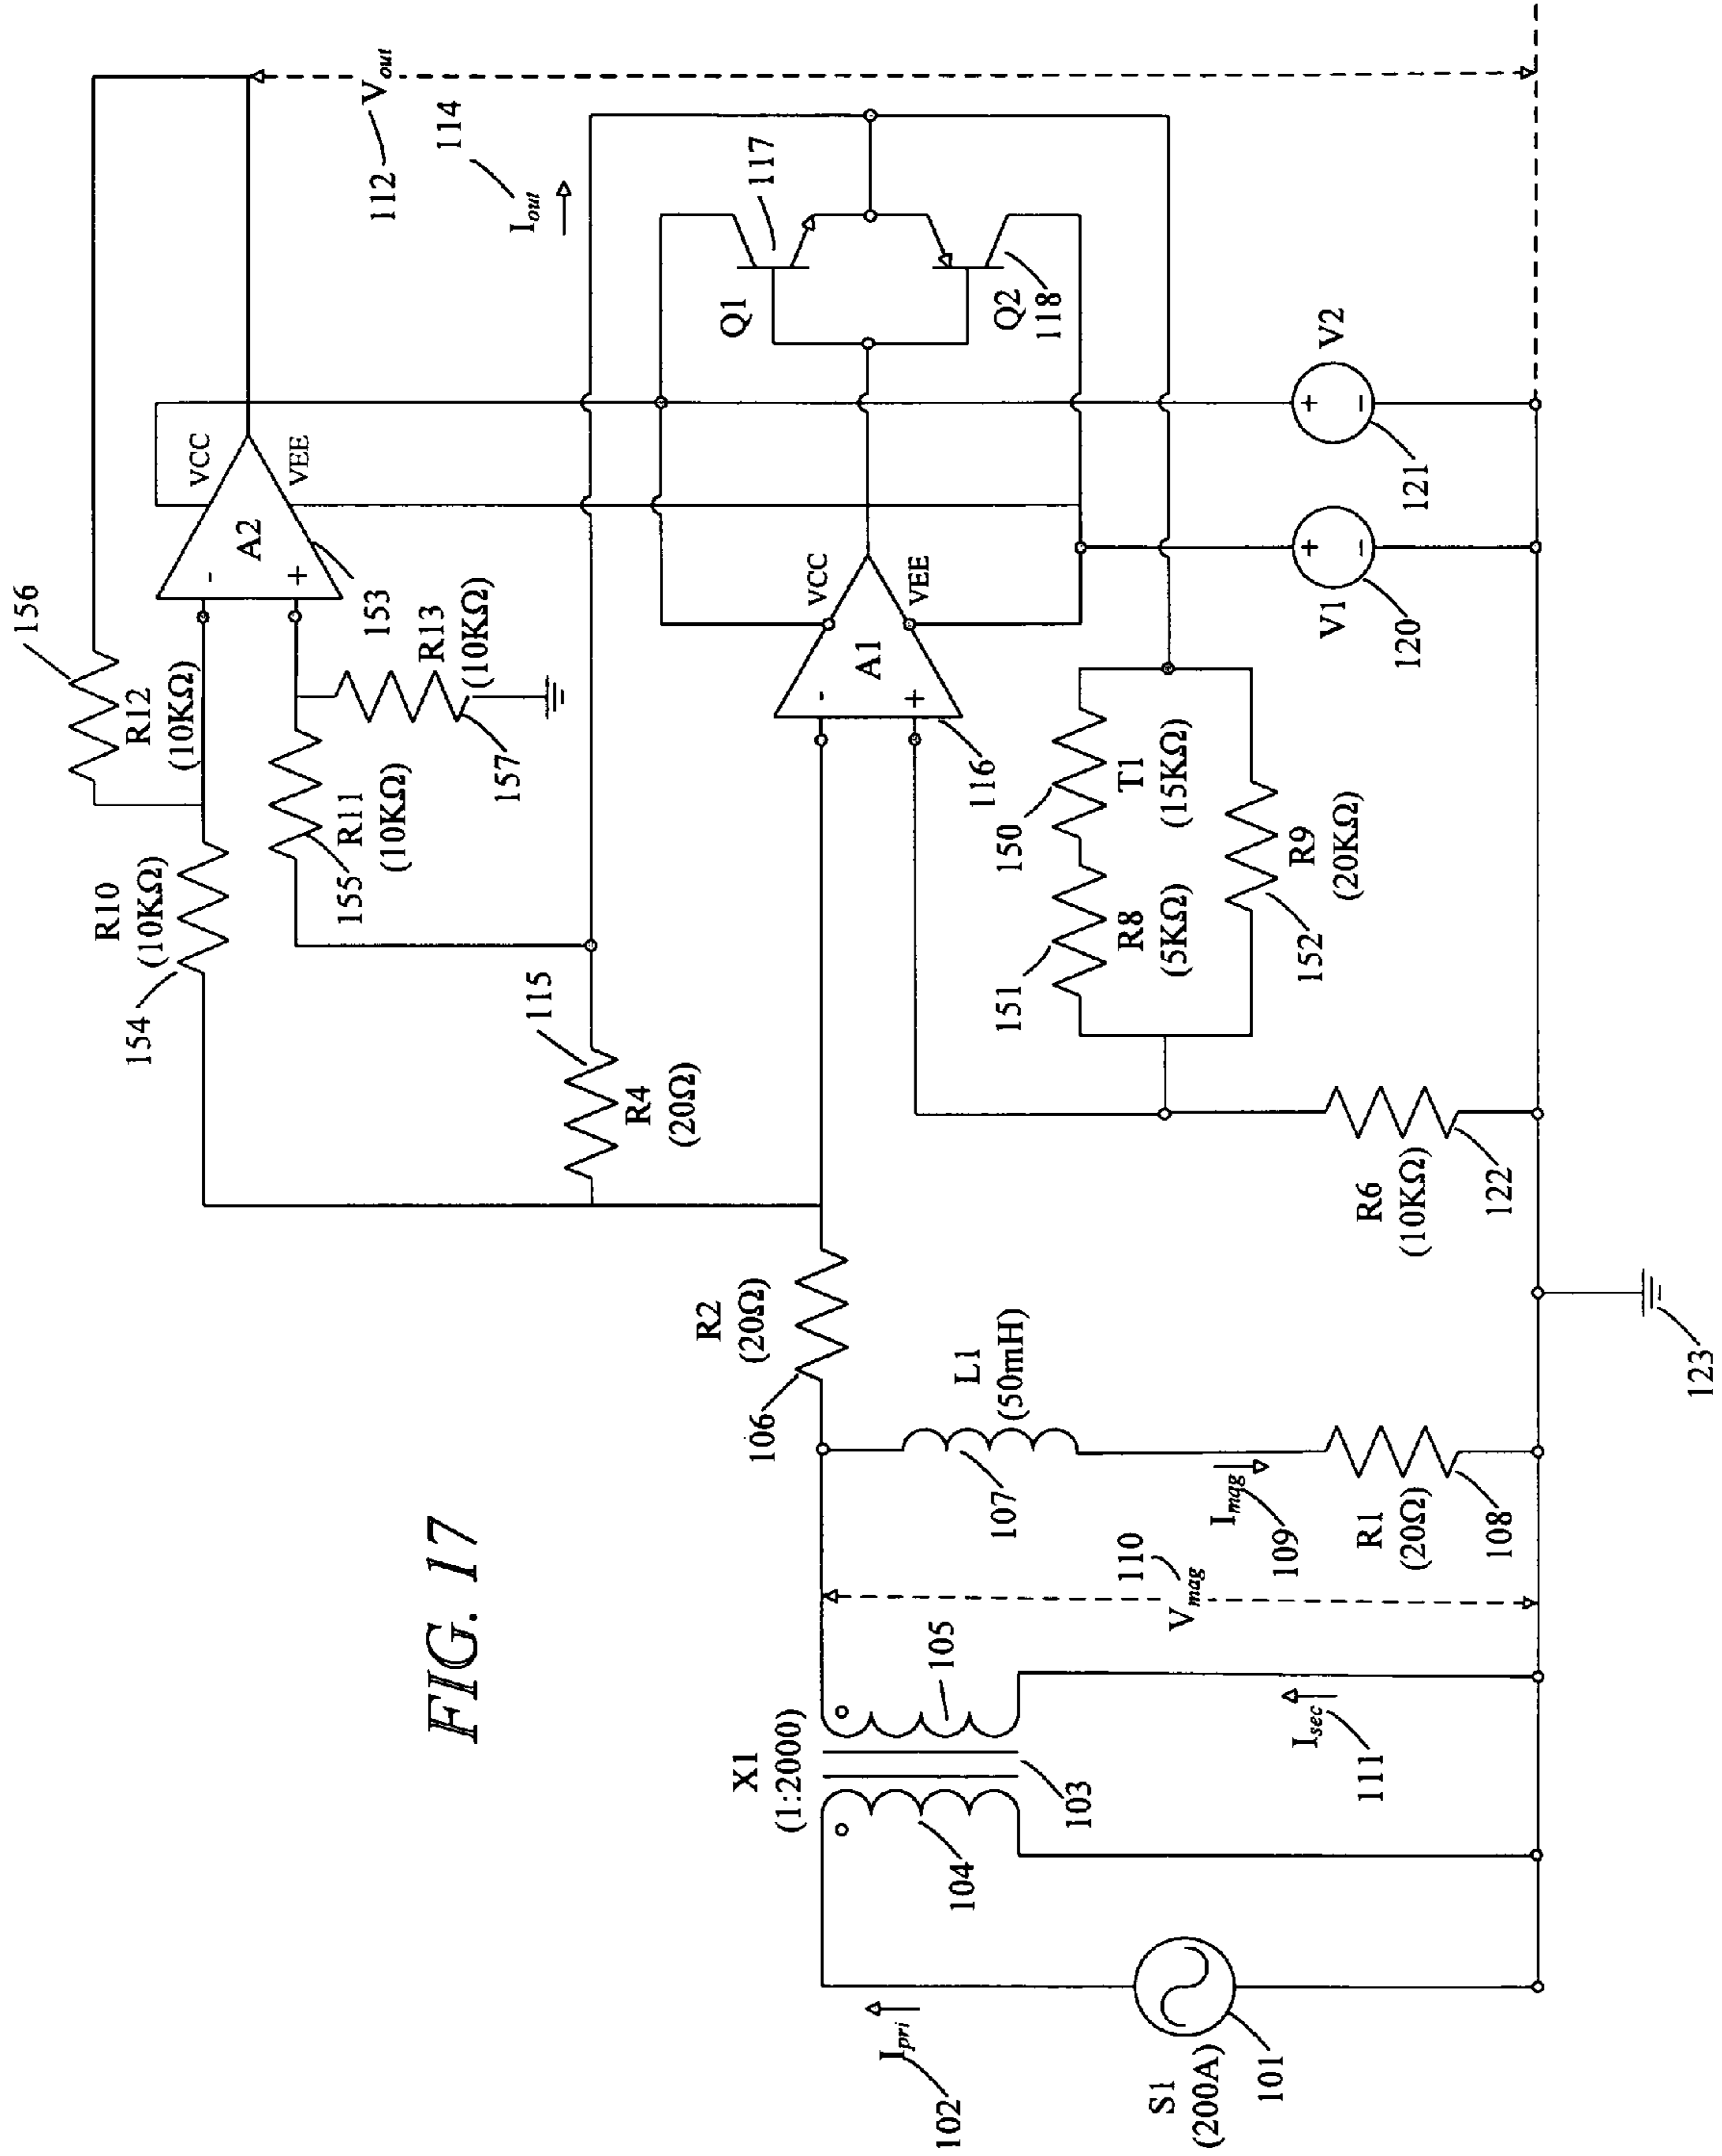 FIG. 17
156
R12
(10KΩ)
R10
(10KΩ)
154
VCC
VEE
A2
-
+
153
R13
(10KΩ)
157
R11
(10KΩ)
155
112
Vout
114
Iout
115
R4
(20Ω)
117
Q1
Q2
118
VCC
VEE
A1
-
+
116
150
T1
(15KΩ)
151
R8
(5KΩ)
R9
(20KΩ)
152
V2
+
-
121
V1
+
-
120
R2
(20Ω)
106
L1
(50mH)
107
Imag
109
R1
(20Ω)
108
R6
(10KΩ)
122
123
110
Vmag
X1
(1:2000)
105
103
104
Isec
111
Ipri
102
S1
(200A)
101